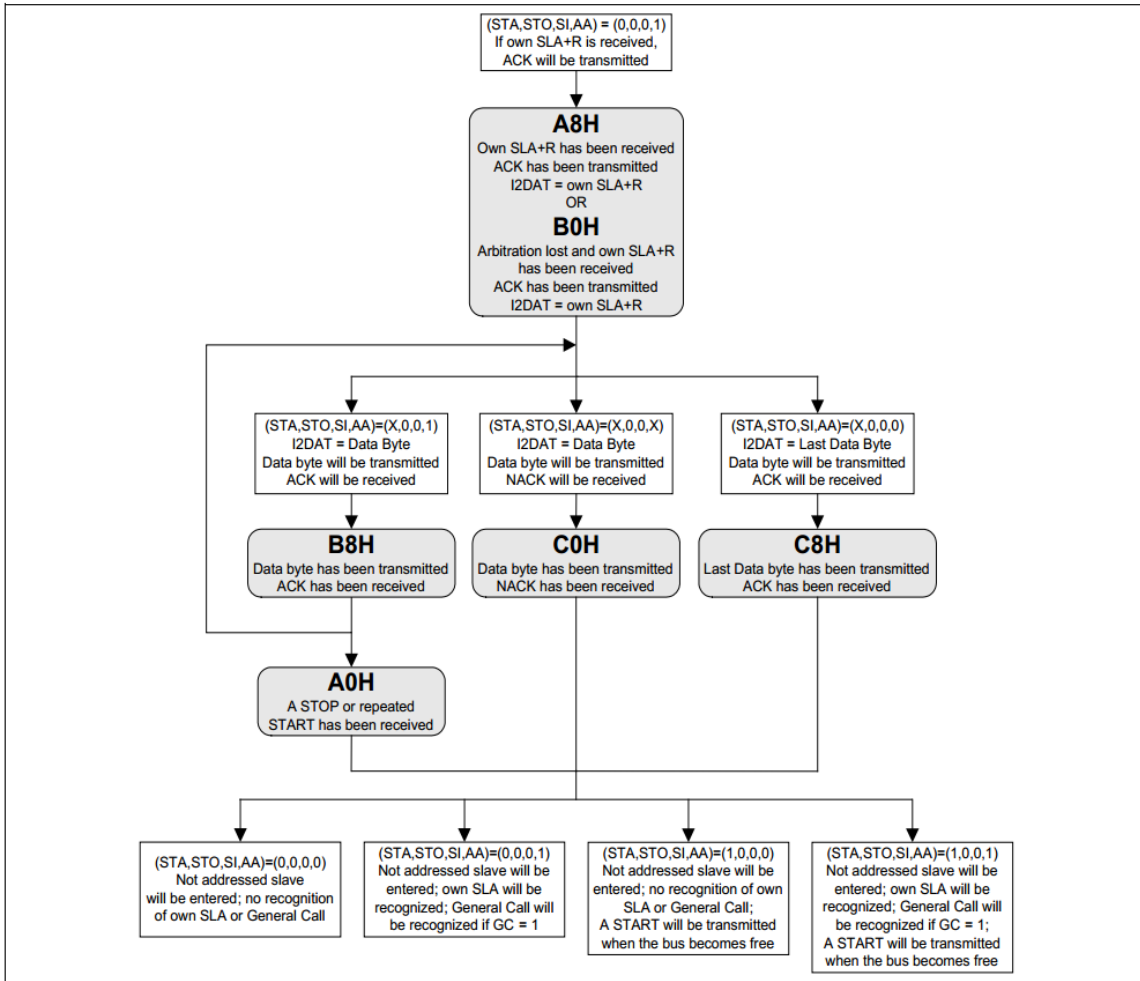 (STA,STO,SI,AA) = (0,0,0,1)
If own SLA+R is received,
ACK will be transmitted
A8H
Own SLA+R has been received
ACK has been transmitted
I2DAT = own SLA+R
OR
B0H
Arbitration lost and own SLA+R
has been received
ACK has been transmitted
I2DAT = own SLA+R
(STA,STO,SI,AA)=(X,0,0,1)
I2DAT = Data Byte
Data byte will be transmitted
ACK will be received
(STA,STO,SI,AA)=(X,0,0,X)
I2DAT = Data Byte
Data byte will be transmitted
NACK will be received
(STA,STO,SI,AA)=(X,0,0,0)
I2DAT = Last Data Byte
Data byte will be transmitted
ACK will be received
B8H
Data byte has been transmitted
ACK has been received
C0H
Data byte has been transmitted
NACK has been received
C8H
Last Data byte has been transmitted
ACK has been received
A0H
A STOP or repeated
START has been received
(STA,STO,SI,AA)=(0,0,0,0)
Not addressed slave
will be entered; no recognition
of own SLA or General Call
(STA,STO,SI,AA)=(0,0,0,1)
Not addressed slave will be
entered; own SLA will be
recognized; General Call will
be recognized if GC = 1
(STA,STO,SI,AA)=(1,0,0,0)
Not addressed slave will be
entered; no recognition of own
SLA or General Call;
A START will be transmitted
when the bus becomes free
(STA,STO,SI,AA)=(1,0,0,1)
Not addressed slave will be
entered; own SLA will be
recognized; General Call will
be recognized if GC = 1;
A START will be transmitted
when the bus becomes free